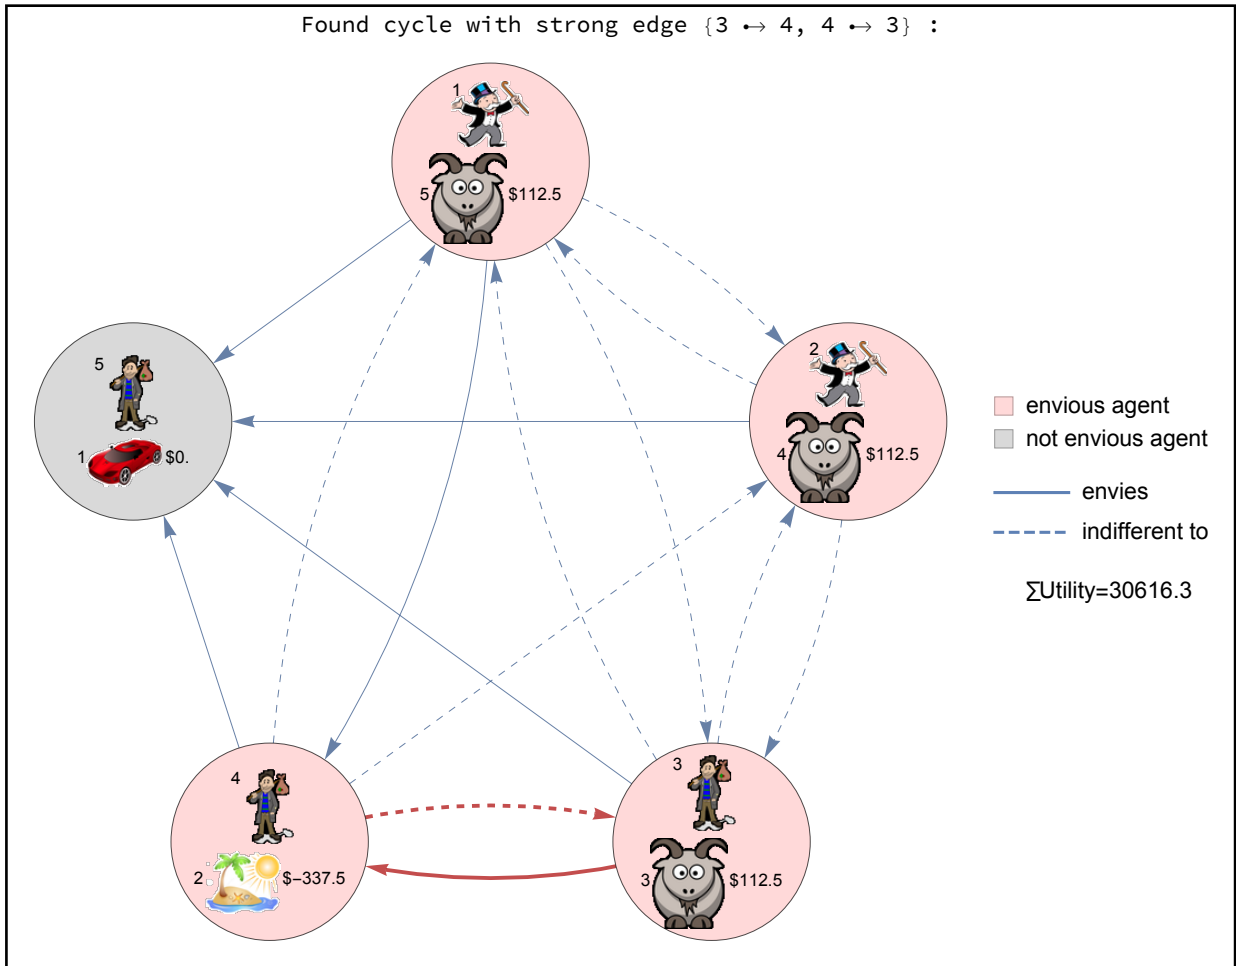 Found cycle with strong edge {3 ↔ 4, 4 ↔ 3} :
1
5 $112.5
2
4 $112.5
5
1 $0.
envious agent
not envious agent
envies
indifferent to
∑Utility=30616.3
4
2 $-337.5
3
3 $112.5